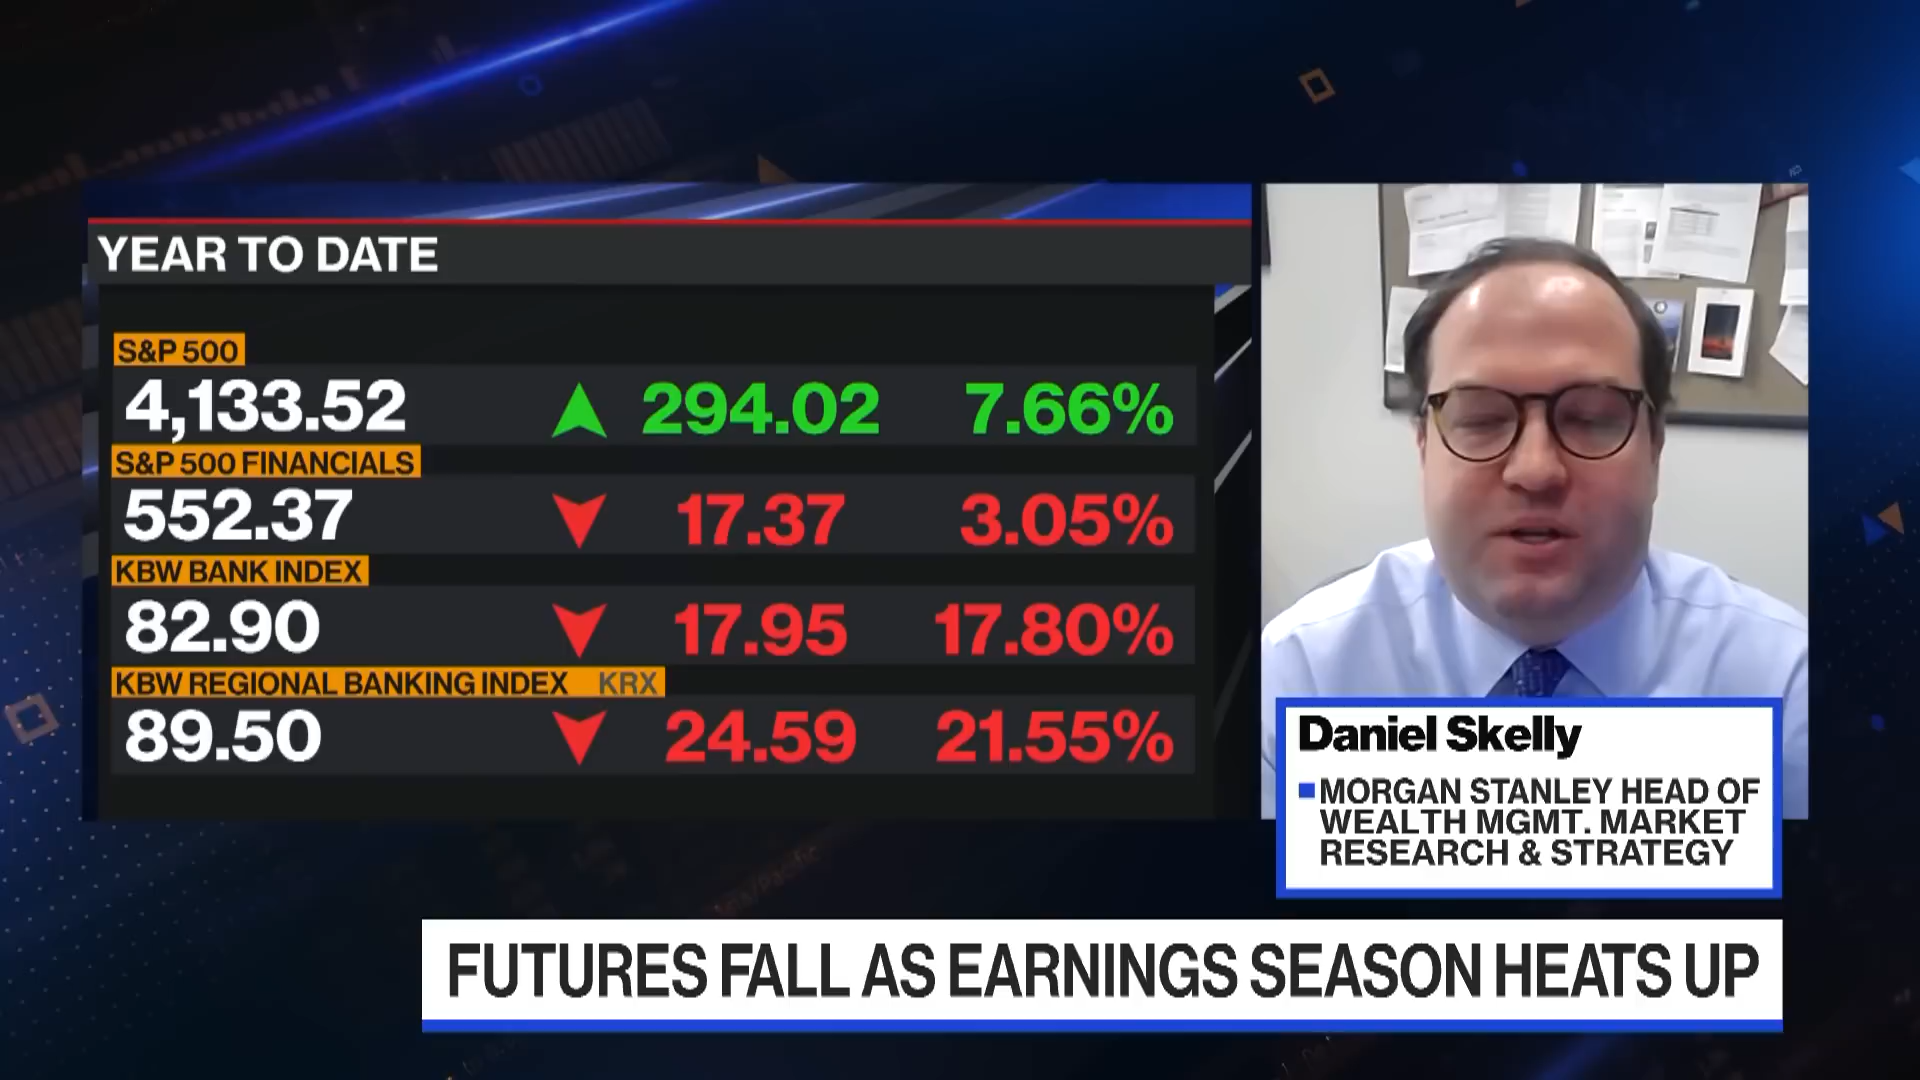 YEAR TO DATE
S&P 500
4,133.52 294.02 7.66%
S&P 500 FINANCIALS
552.37 17.37 3.05%
KBW BANK INDEX
82.90 17.95 17.80%
KBW REGIONAL BANKING INDEX KRX
89.50 24.59 21.55%
Daniel Skelly
MORGAN STANLEY HEAD OF
WEALTH MGMT. MARKET
RESEARCH & STRATEGY
FUTURES FALL AS EARNINGS SEASON HEATS UP